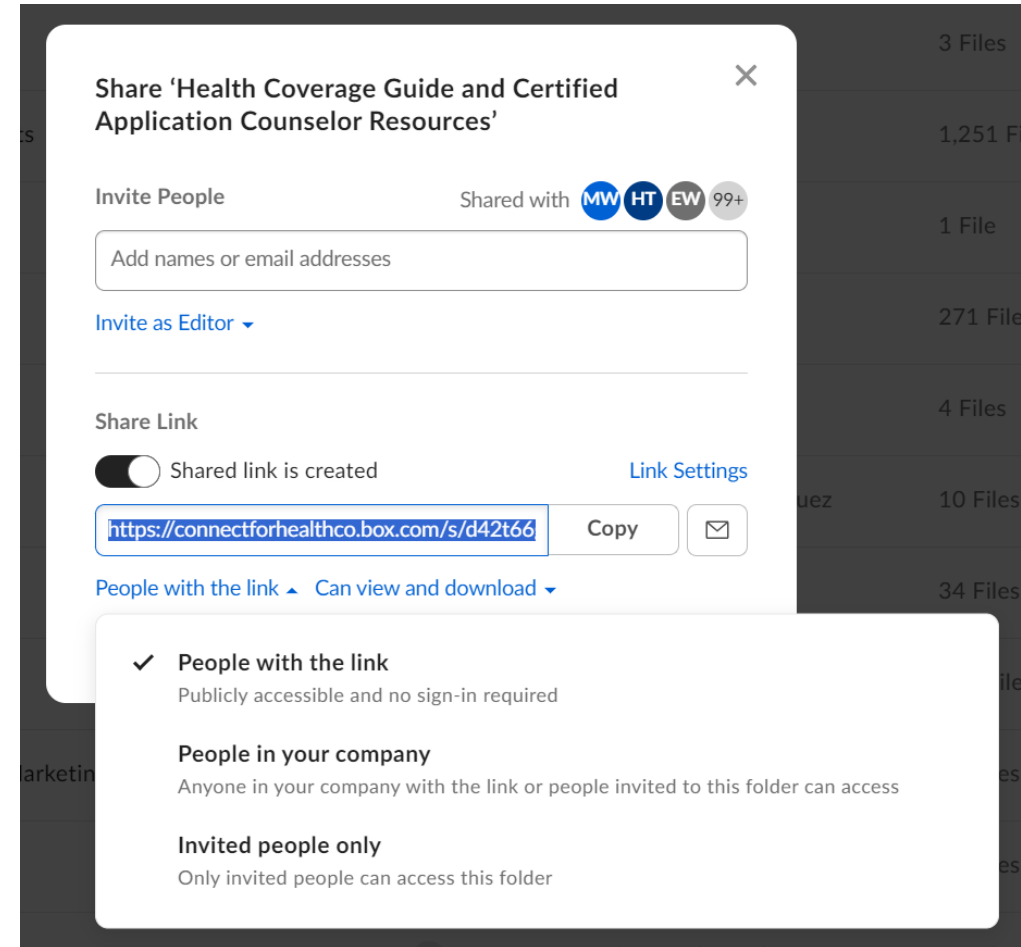 3 Files
Share ‘Health Coverage Guide and Certified
Application Counselor Resources’
1,251
Invite People
Shared with MW HT EW 99+
1 File
Add names or email addresses
271
Invite as Editor
4 Files
Share Link
Shared link is created
Link Settings
10 Files
https://connectforhealthco.box.com/s/d42t66
Copy
People with the link
Can view and download
34 Files
People with the link
Publicly accessible and no sign-in required
People in your company
Anyone in your company with the link or people invited to this folder can access
Invited people only
Only invited people can access this folder